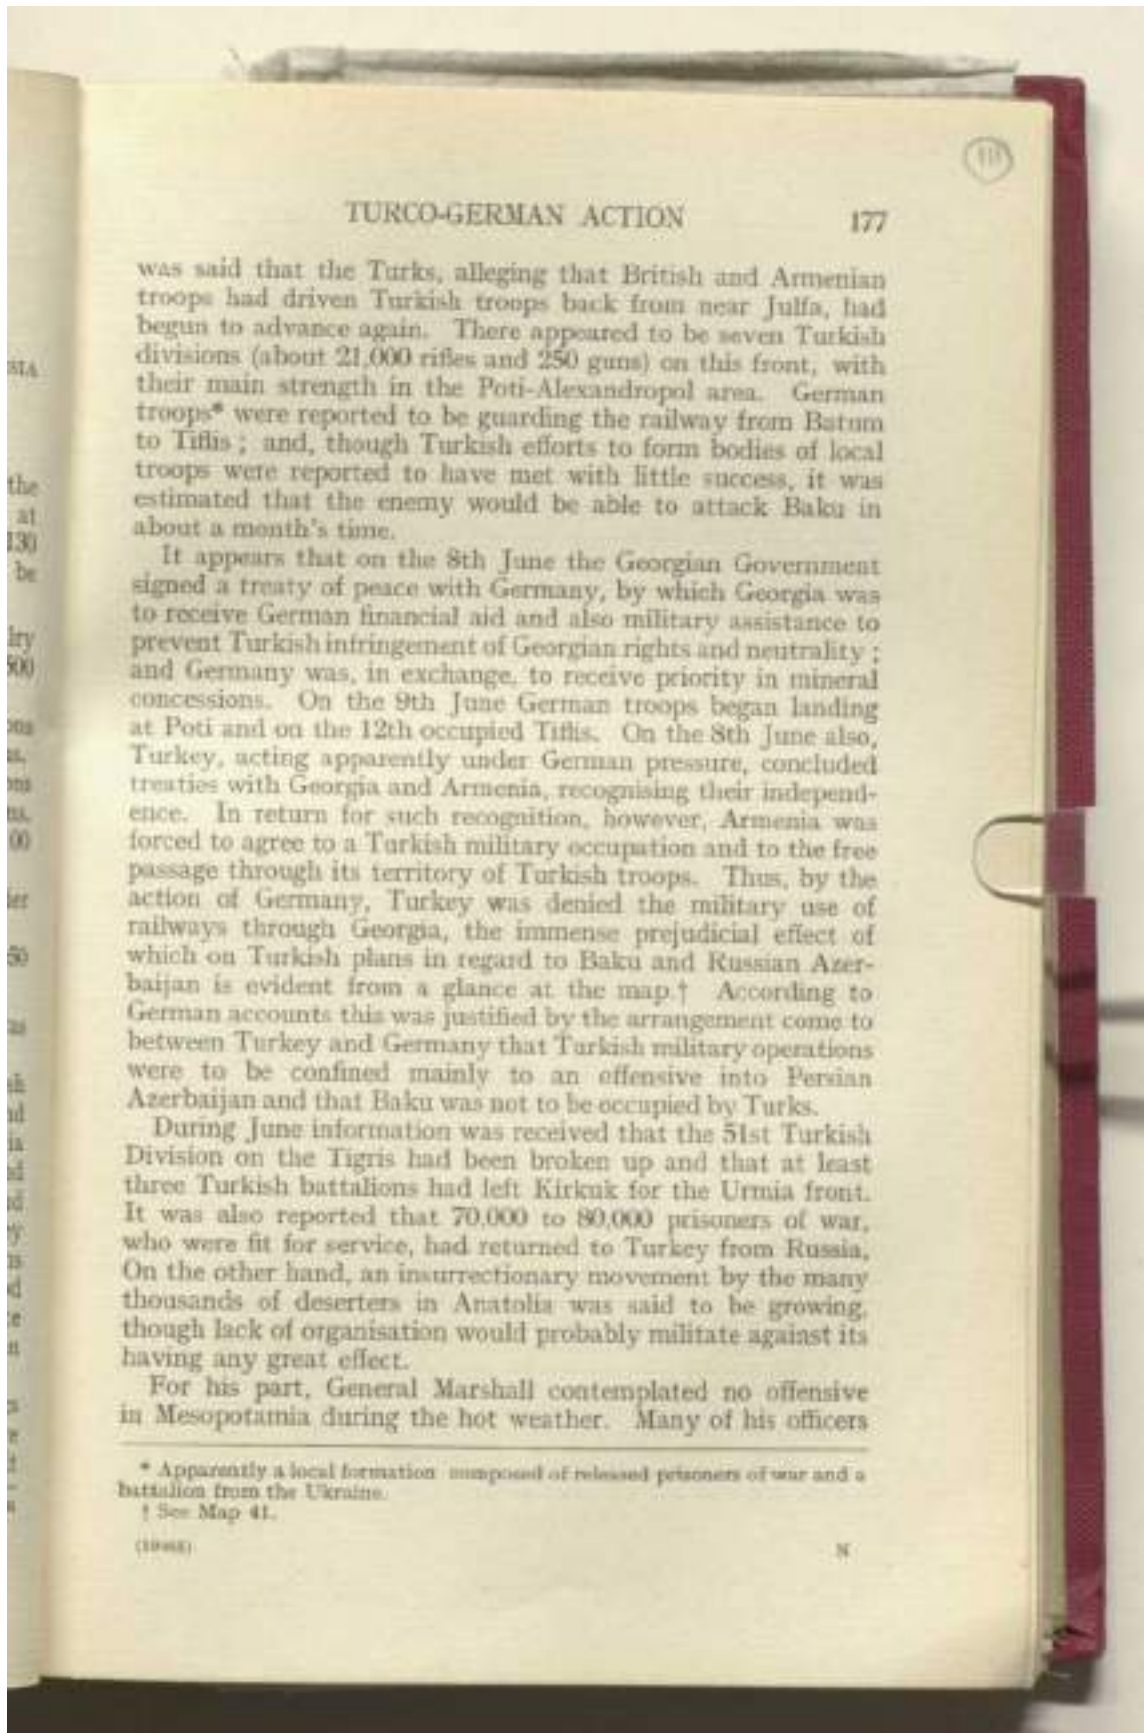 TURCO-GERMAN ACTION 177
was said that the Turks, alleging that British and Armenian
troops had driven Turkish troops back from near Julfa, had
begun to advance again. There appeared to be seven Turkish
divisions (about 21,000 rifles and 250 guns) on this front, with
their main strength in the Poti-Alexandropol area. German
troops* were reported to be guarding the railway from Batum
to Tiflis ; and, though Turkish efforts to form bodies of local
troops were reported to have met with little success, it was
estimated that the enemy would be able to attack Baku in
about a month's time.
It appears that on the 8th June the Georgian Government
signed a treaty of peace with Germany, by which Georgia was
to receive German financial aid and also military assistance to
prevent Turkish infringement of Georgian rights and neutrality ;
and Germany was, in exchange, to receive priority in mineral
concessions. On the 9th June German troops began landing
at Poti and on the 12th occupied Tiflis. On the 8th June also,
Turkey, acting apparently under German pressure, concluded
treaties with Georgia and Armenia, recognising their independ-
ence. In return for such recognition, however, Armenia was
forced to agree to a Turkish military occupation and to the free
passage through its territory of Turkish troops. Thus, by the
action of Germany, Turkey was denied the military use of
railways through Georgia, the immense prejudicial effect of
which on Turkish plans in regard to Baku and Russian Azer-
baijan is evident from a glance at the map.† According to
German accounts this was justified by the arrangement come to
between Turkey and Germany that Turkish military operations
were to be confined mainly to an offensive into Persian
Azerbaijan and that Baku was not to be occupied by Turks.
During June information was received that the 51st Turkish
Division on the Tigris had been broken up and that at least
three Turkish battalions had left Kirkuk for the Urmia front.
It was also reported that 70,000 to 80,000 prisoners of war,
who were fit for service, had returned to Turkey from Russia.
On the other hand, an insurrectionary movement by the many
thousands of deserters in Anatolia was said to be growing,
though lack of organisation would probably militate against its
having any great effect.
For his part, General Marshall contemplated no offensive
in Mesopotamia during the hot weather. Many of his officers
* Apparently a local formation composed of released prisoners of war and a
battalion from the Ukraine.
† See Map 41.
N